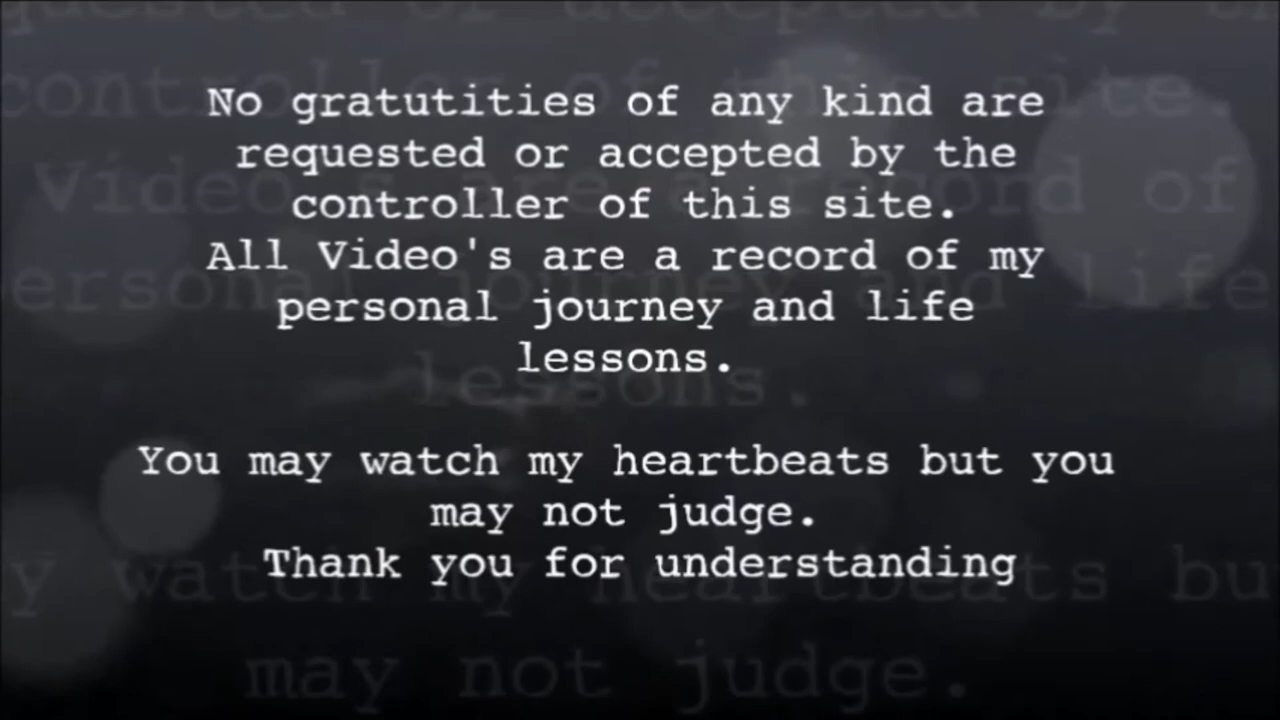 No gratutities of any kind are
requested or accepted by the
controller of this site.
All Video's are a record of my
personal journey and life
lessons.
You may watch my heartbeats but you
may not judge.
Thank you for understanding